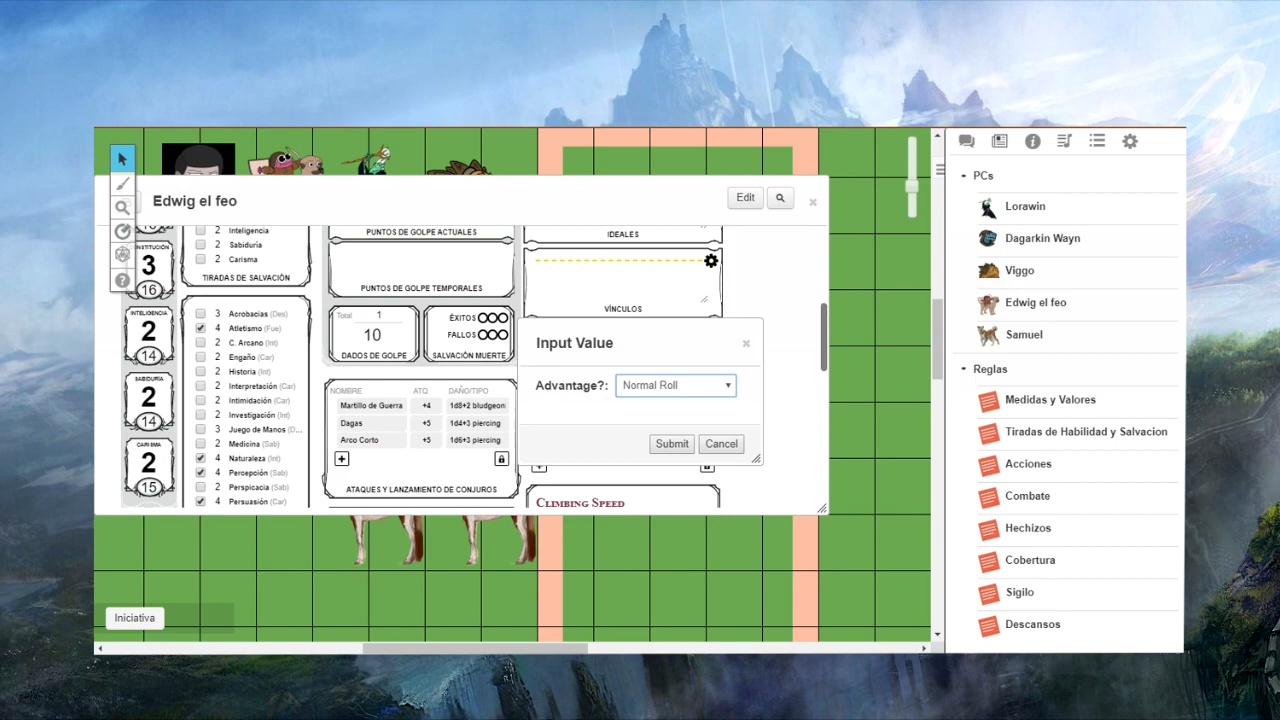 Edwig el feo
Edit
2 Inteligencia
2 Sabiduría
2 Carisma
TIRADAS DE SALVACIÓN
3
16
INTELIGENCIA
2
14
SABIDURÍA
2
14
CARISMA
2
15
3 Acrobacias (Des)
4 Atletismo (Fue)
2 C. Arcano (Int)
2 Engaño (Car)
2 Historia (Int)
2 Interpretación (Car)
2 Intimidación (Car)
2 Investigación (Int)
3 Juego de Manos (D...
2 Medicina (Sab)
4 Naturaleza (Int)
4 Percepción (Sab)
2 Perspicacia (Sab)
4 Persuasión (Car)
PUNTOS DE GOLPE ACTUALES
PUNTOS DE GOLPE TEMPORALES
Total 1
10
DADOS DE GOLPE
ÉXITOS
FALLOS
SALVACIÓN MUERTE
NOMBRE ATQ DAÑO/TIPO
Martillo de Guerra +4 1d8+2 bludgeon
Dagas +5 1d4+3 piercing
Arco Corto +5 1d6+3 piercing
ATAQUES Y LANZAMIENTO DE CONJUROS
IDEALES
VÍNCULOS
Input Value
Advantage?: Normal Roll
Submit Cancel
Climbing Speed
Iniciativa
PCs
Lorawin
Dagarkin Wayn
Viggo
Edwig el feo
Samuel
Reglas
Medidas y Valores
Tiradas de Habilidad y Salvacion
Acciones
Combate
Hechizos
Cobertura
Sigilo
Descansos